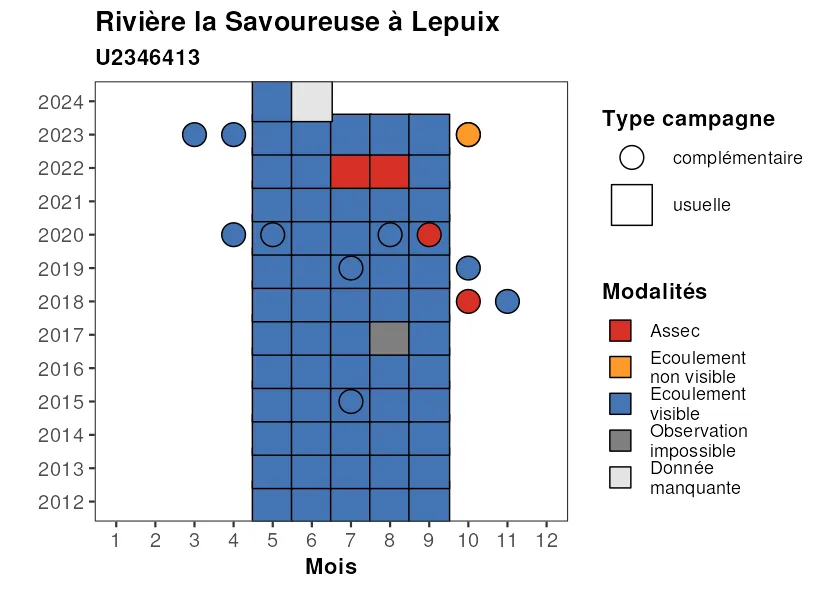 Rivière la Savoureuse à Lepuix
U2346413
2024
2023
2022
2021
2020
2019
2018
2017
2016
2015
2014
2013
2012
1 2 3 4 5 6 7 8 9 10 11 12
Mois
Type campagne
complémentaire
usuelle
Modalités
Assec
Ecoulement
non visible
Ecoulement
visible
Observation
impossible
Donnée
manquante